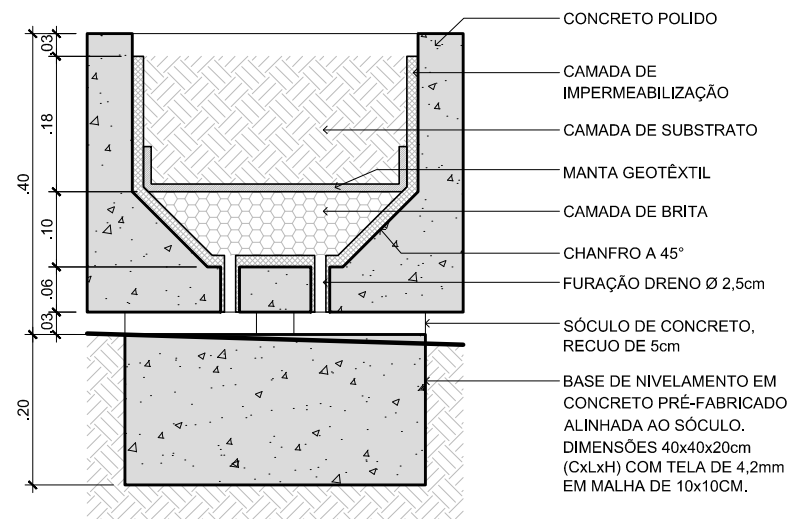 CONCRETO POLIDO
CAMADA DE
IMPERMEABILIZAÇÃO
CAMADA DE SUBSTRATO
MANTA GEOTÊXTIL
CAMADA DE BRITA
CHANFRO A 45°
FURAÇÃO DRENO Ø 2,5cm
SÓCULO DE CONCRETO,
RECUO DE 5cm
BASE DE NIVELAMENTO EM
CONCRETO PRÉ-FABRICADO
ALINHADA AO SÓCULO.
DIMENSÕES 40x40x20cm
(CxLxH) COM TELA DE 4,2mm
EM MALHA DE 10x10CM.
.03
.18
.40
.10
.06
.03
.20